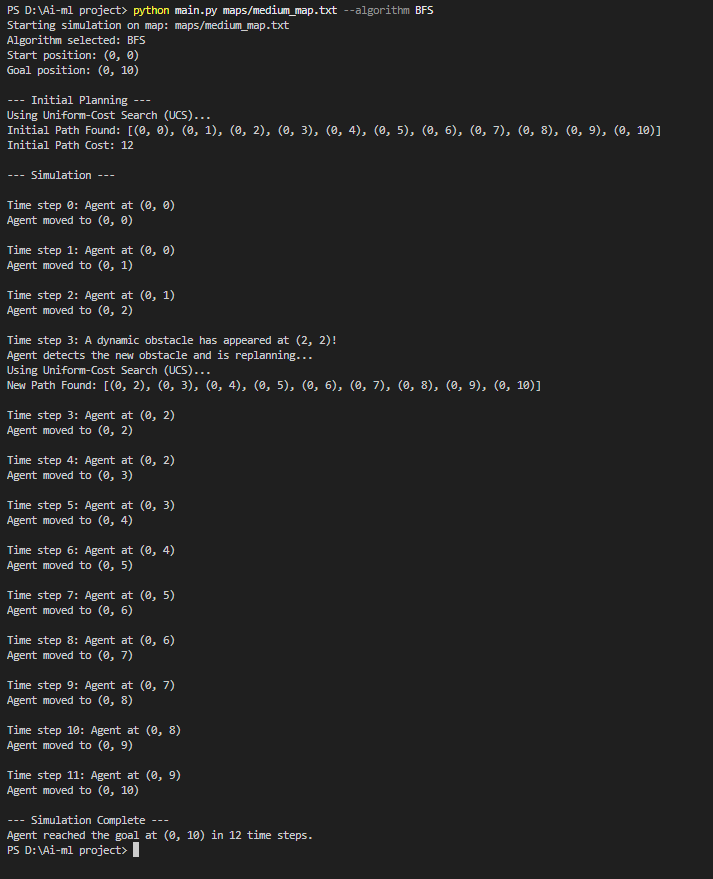 PS D:\Ai-ml project> python main.py maps/medium_map.txt --algorithm BFS
Starting simulation on map: maps/medium_map.txt
Algorithm selected: BFS
Start position: (0, 0)
Goal position: (0, 10)
--- Initial Planning ---
Using Uniform-Cost Search (UCS)...
Initial Path Found: [(0, 0), (0, 1), (0, 2), (0, 3), (0, 4), (0, 5), (0, 6), (0, 7), (0, 8), (0, 9), (0, 10)]
Initial Path Cost: 12
--- Simulation ---
Time step 0: Agent at (0, 0)
Agent moved to (0, 0)
Time step 1: Agent at (0, 0)
Agent moved to (0, 1)
Time step 2: Agent at (0, 1)
Agent moved to (0, 2)
Time step 3: A dynamic obstacle has appeared at (2, 2)!
Agent detects the new obstacle and is replanning...
Using Uniform-Cost Search (UCS)...
New Path Found: [(0, 2), (0, 3), (0, 4), (0, 5), (0, 6), (0, 7), (0, 8), (0, 9), (0, 10)]
Time step 3: Agent at (0, 2)
Agent moved to (0, 2)
Time step 4: Agent at (0, 2)
Agent moved to (0, 3)
Time step 5: Agent at (0, 3)
Agent moved to (0, 4)
Time step 6: Agent at (0, 4)
Agent moved to (0, 5)
Time step 7: Agent at (0, 5)
Agent moved to (0, 6)
Time step 8: Agent at (0, 6)
Agent moved to (0, 7)
Time step 9: Agent at (0, 7)
Agent moved to (0, 8)
Time step 10: Agent at (0, 8)
Agent moved to (0, 9)
Time step 11: Agent at (0, 9)
Agent moved to (0, 10)
--- Simulation Complete ---
Agent reached the goal at (0, 10) in 12 time steps.
PS D:\Ai-ml project>